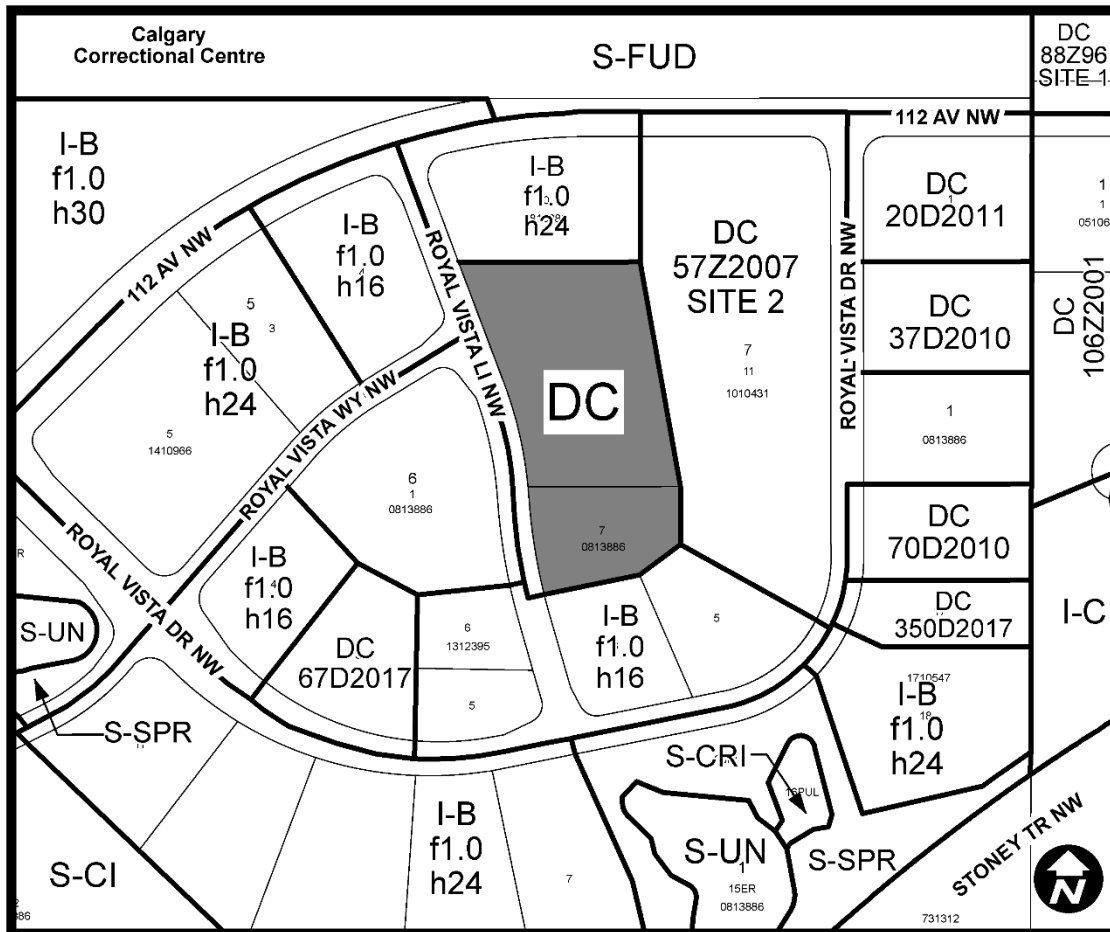 Calgary
Correctional Centre
S-FUD
DC
88Z96
SITE 1
112 AV NW
I-B
f1.0
h30
I-B
f1.0
h24
I-B
f1.0
h16
DC
57Z2007
SITE 2
7
11
1010431
DC
20D2011
1
1
05106
DC
106Z2001
112 AV NW
ROYAL VISTA LI NW
ROYAL VISTA DR NW
5
3
I-B
f1.0
h24
5
1410966
DC
37D2010
ROYAL VISTA WY NW
DC
1
0813886
6
1
0813886
7
0813886
DC
70D2010
ROYAL VISTA DR NW
I-B
f1.0
h16
S-UN
DC
67D2017
6
1312395
5
I-B
f1.0
h16
5
DC
350D2017
I-C
1710547
I-B
f1.0
h24
18
S-SPR
S-CRI
16PUL
I-B
f1.0
h24
7
S-CI
S-UN
1
15ER
0813886
S-SPR
STONEY TR NW
N
731312